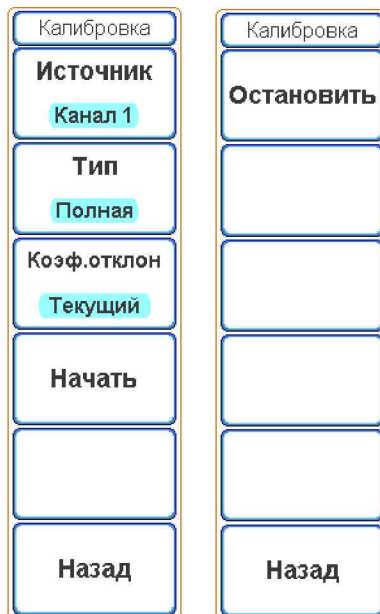 Калибровка
Источник
Канал 1
Тип
Полная
Коэф.отклон
Текущий
Начать
Назад
Калибровка
Остановить
Назад